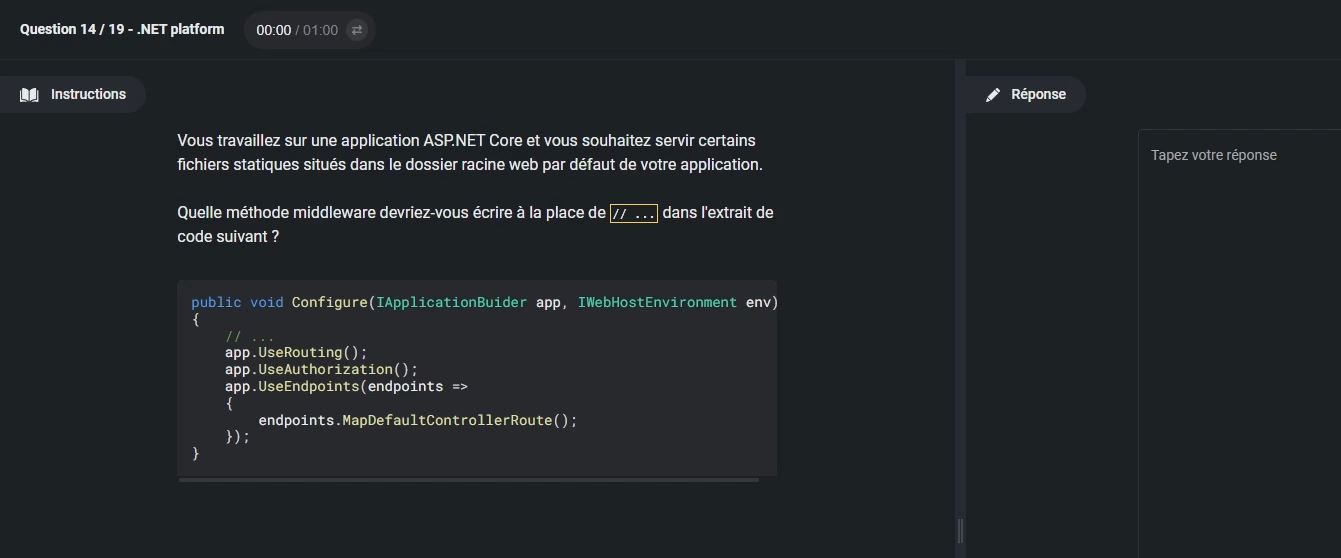 Question 14 / 19 - .NET platform
00:00 / 01:00
Instructions
Réponse
Vous travaillez sur une application ASP.NET Core et vous souhaitez servir certains
fichiers statiques situés dans le dossier racine web par défaut de votre application.
Tapez votre réponse
Quelle méthode middleware devriez-vous écrire à la place de // ... dans l'extrait de
code suivant ?
public void Configure(IApplicationBuider app, IWebHostEnvironment env)
{
    // ...
    app.UseRouting();
    app.UseAuthorization();
    app.UseEndpoints(endpoints =>
    {
        endpoints.MapDefaultControllerRoute();
    });
}